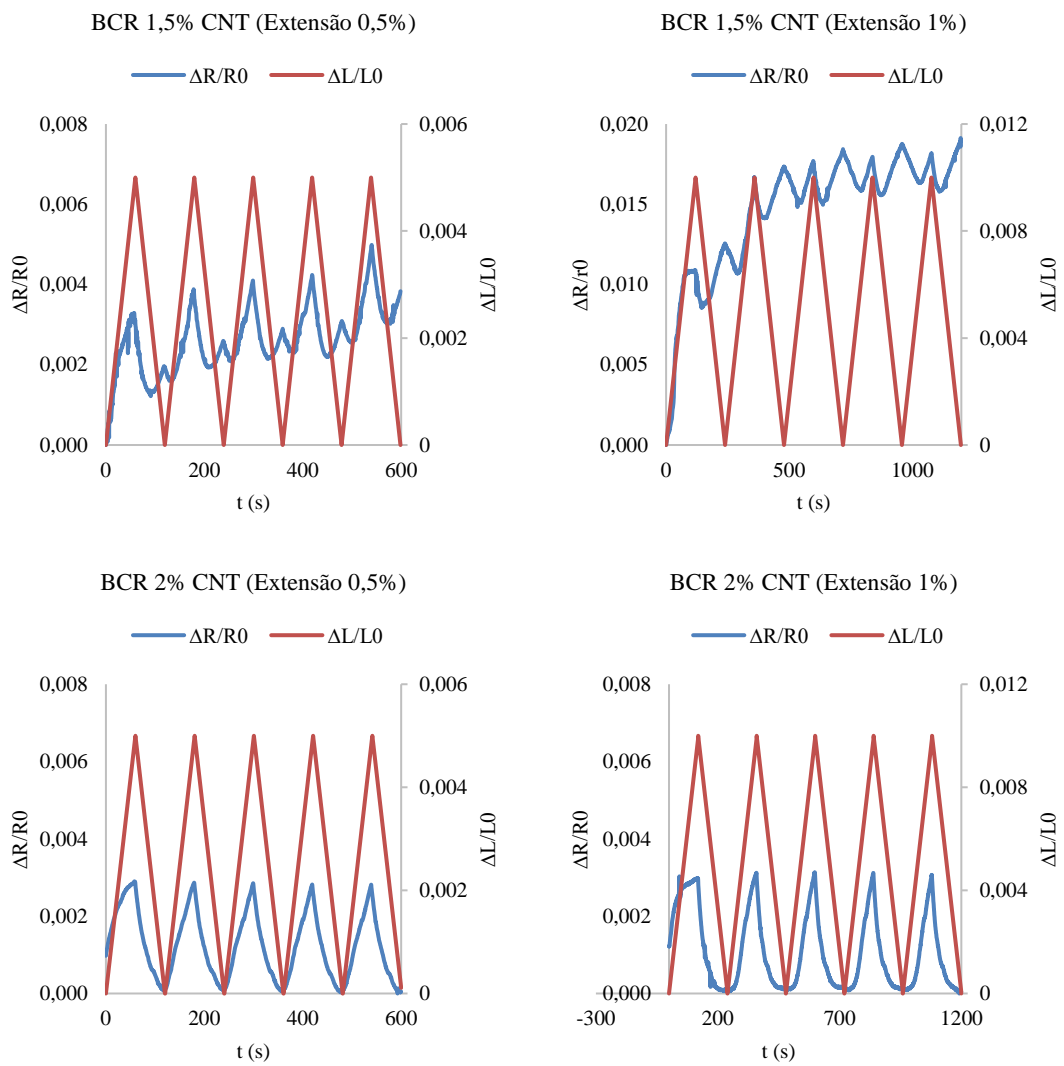 BCR 1,5% CNT (Extensão 0,5%)
ΔR/R0 ΔL/L0
0,008
0,006
0,004
0,002
0,000
ΔR/R0
0,006
0,004
0,002
0
ΔL/L0
0 200 400 600
t (s)
BCR 1,5% CNT (Extensão 1%)
ΔR/R0 ΔL/L0
0,020
0,015
0,010
0,005
0,000
ΔR/r0
0,012
0,008
0,004
0
ΔL/L0
0 500 1000
t (s)
BCR 2% CNT (Extensão 0,5%)
ΔR/R0 ΔL/L0
0,008
0,006
0,004
0,002
0,000
ΔR/R0
0,006
0,004
0,002
0
ΔL/L0
0 200 400 600
t (s)
BCR 2% CNT (Extensão 1%)
ΔR/R0 ΔL/L0
0,008
0,006
0,004
0,002
0,000
ΔR/R0
0,012
0,008
0,004
0
ΔL/L0
-300 200 700 1200
t (s)